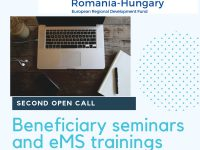 Romania-Hungary
European Regional Development Fund
SECOND OPEN CALL
Beneficiary seminars
and eMS trainings